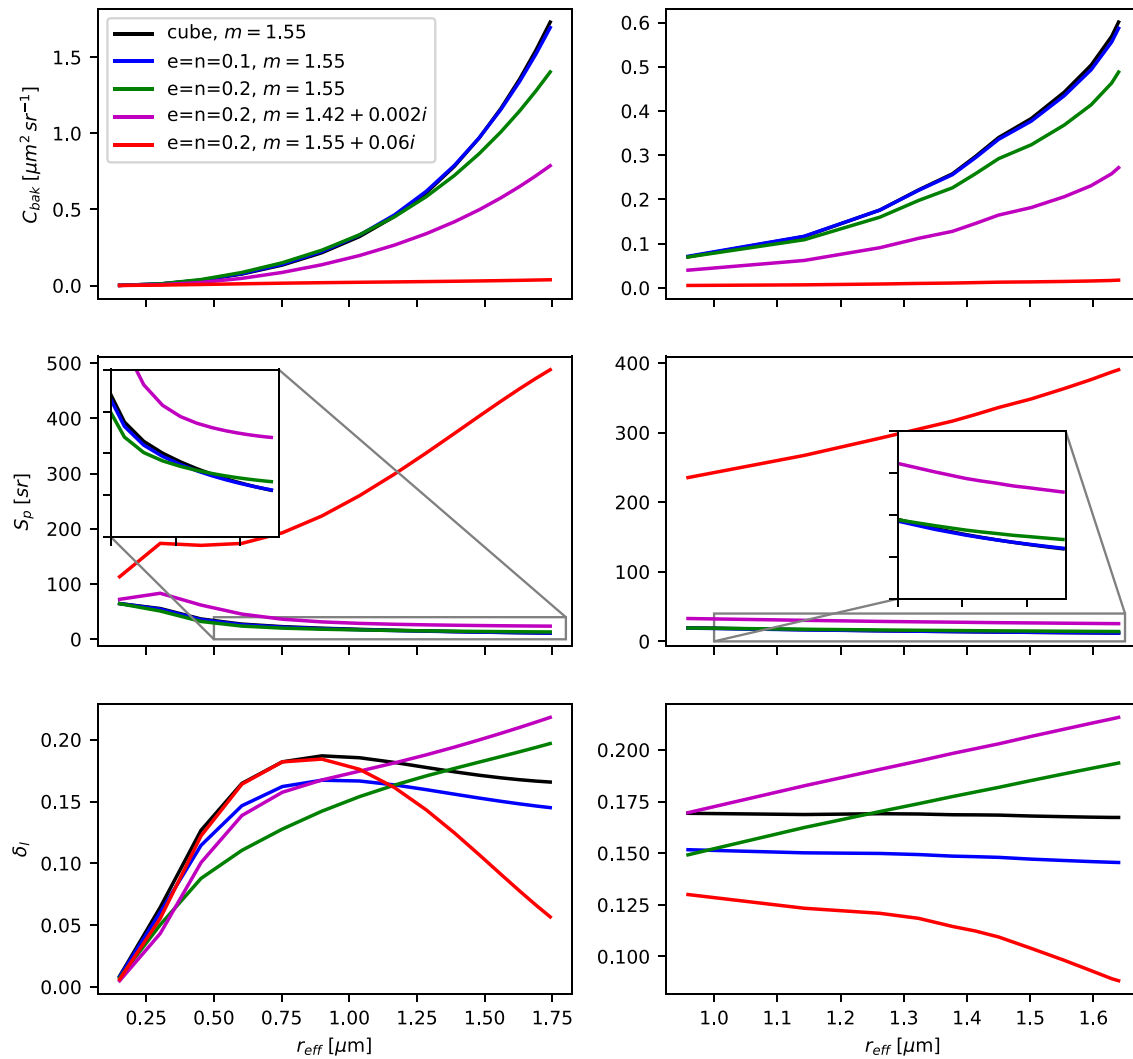 cube, m = 1.55
e=n=0.1, m = 1.55
e=n=0.2, m = 1.55
e=n=0.2, m = 1.42 + 0.002i
e=n=0.2, m = 1.55 + 0.06i
C_bak [μm² sr⁻¹]
1.5
1.0
0.5
0.0
0.6
0.5
0.4
0.3
0.2
0.1
0.0
S_p [sr]
500
400
300
200
100
0
400
300
200
100
0
δ_l
0.20
0.15
0.10
0.05
0.00
0.25 0.50 0.75 1.00 1.25 1.50 1.75
r_eff [μm]
0.200
0.175
0.150
0.125
0.100
1.0 1.1 1.2 1.3 1.4 1.5 1.6
r_eff [μm]